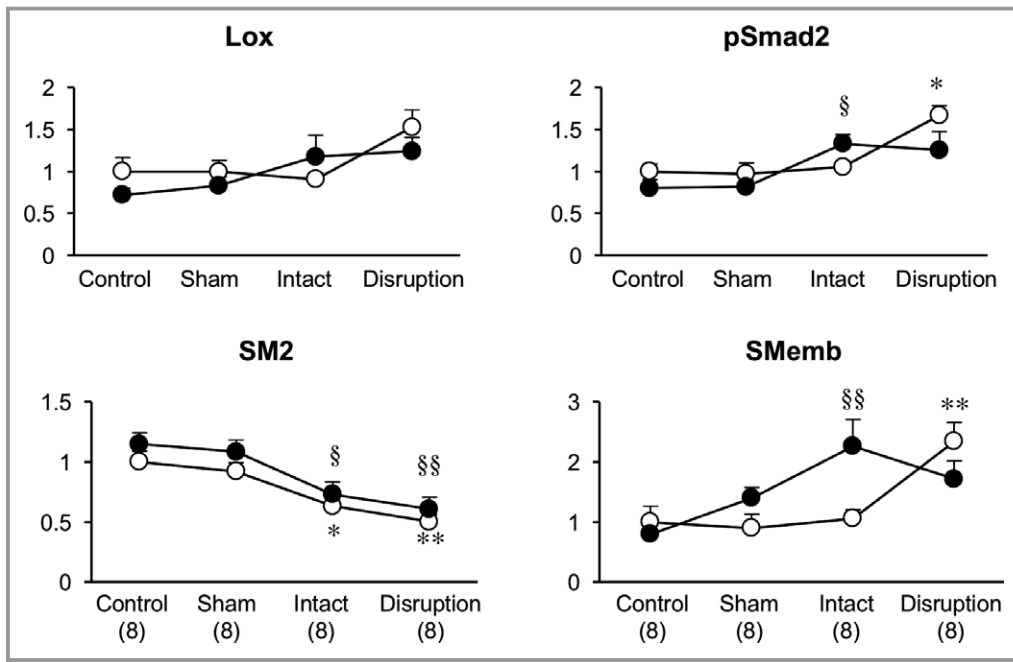 Lox
2
1.5
1
0.5
0
Control Sham Intact Disruption
pSmad2
2
1.5
1
0.5
0
§
*
Control Sham Intact Disruption
SM2
1.5
1
0.5
0
§
§§
*
**
Control Sham Intact Disruption
(8) (8) (8) (8)
SMemb
3
2
1
0
§§
**
Control Sham Intact Disruption
(8) (8) (8) (8)